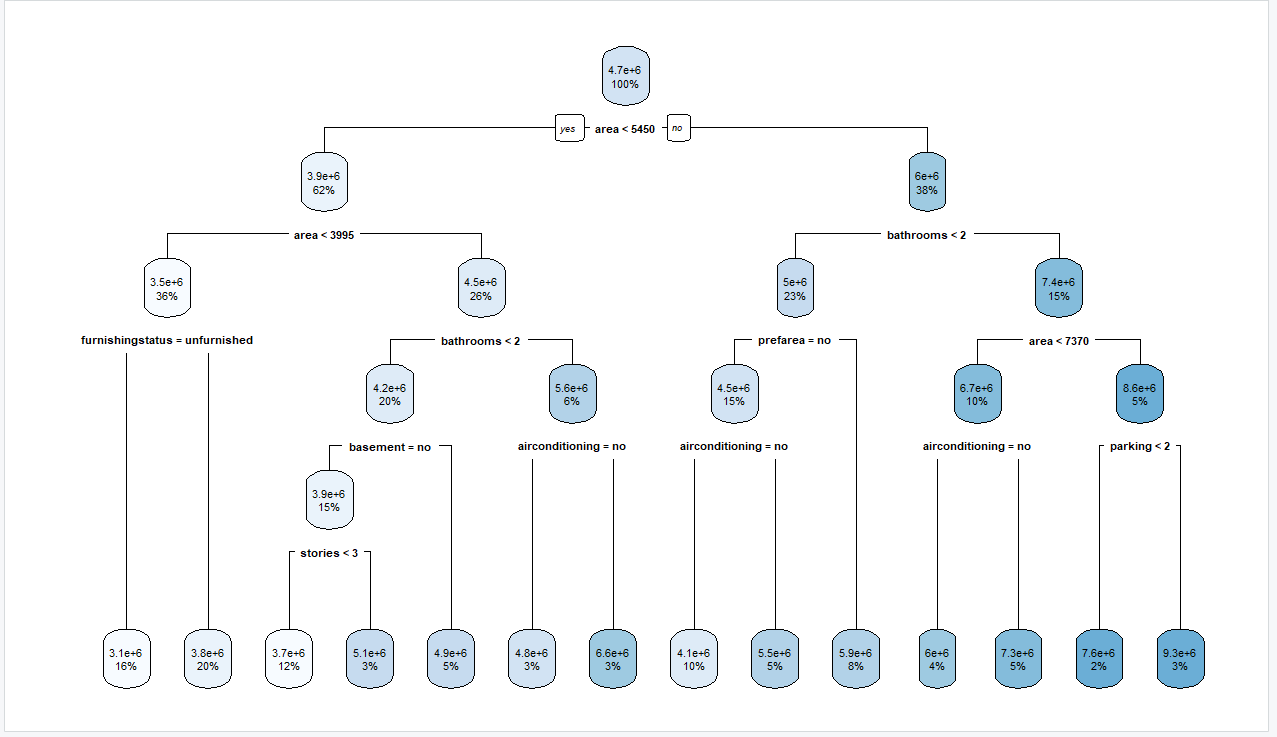 4.7e+6
100%
yes
area < 5450
no
3.9e+6
62%
6e+6
38%
area < 3995
bathrooms < 2
3.5e+6
36%
4.5e+6
26%
5e+6
23%
7.4e+6
15%
furnishingstatus = unfurnished
bathrooms < 2
prefarea = no
area < 7370
4.2e+6
20%
5.6e+6
6%
4.5e+6
15%
6.7e+6
10%
8.6e+6
5%
basement = no
airconditioning = no
airconditioning = no
airconditioning = no
parking < 2
3.9e+6
15%
stories < 3
3.1e+6
16%
3.8e+6
20%
3.7e+6
12%
5.1e+6
3%
4.9e+6
5%
4.8e+6
3%
6.6e+6
3%
4.1e+6
10%
5.5e+6
5%
5.9e+6
8%
6e+6
4%
7.3e+6
5%
7.6e+6
2%
9.3e+6
3%